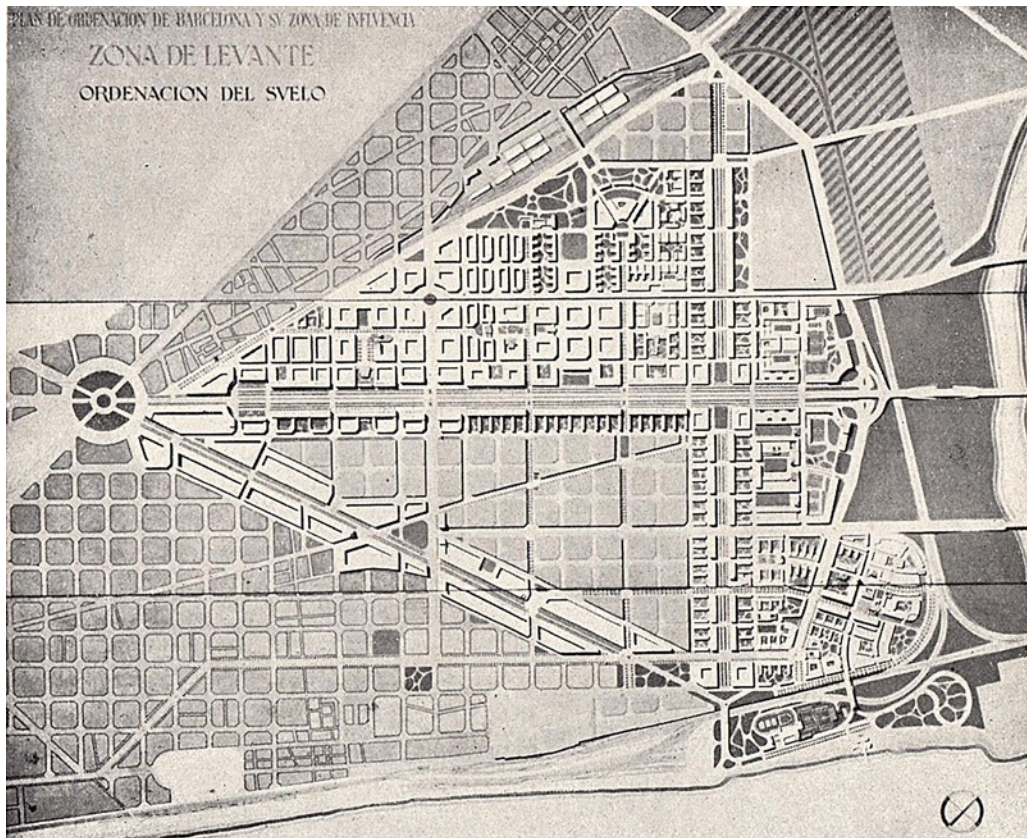 PLAN DE ORDENACION DE BARCELONA Y SV ZONA DE INFLVENCIA
ZONA DE LEVANTE
ORDENACION DEL SVELO